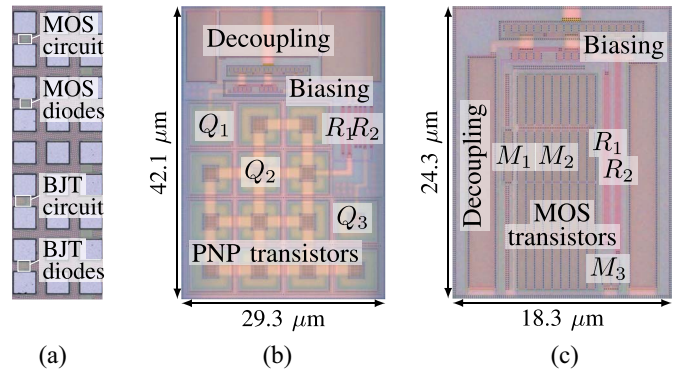 MOS
circuit
MOS
diodes
BJT
circuit
BJT
diodes
(a)
42.1 μm
Decoupling
Biasing
Q1
R1R2
Q2
Q3
PNP transistors
29.3 μm
(b)
24.3 μm
Biasing
Decoupling
M1 M2 R1
R2
MOS
transistors
M3
18.3 μm
(c)